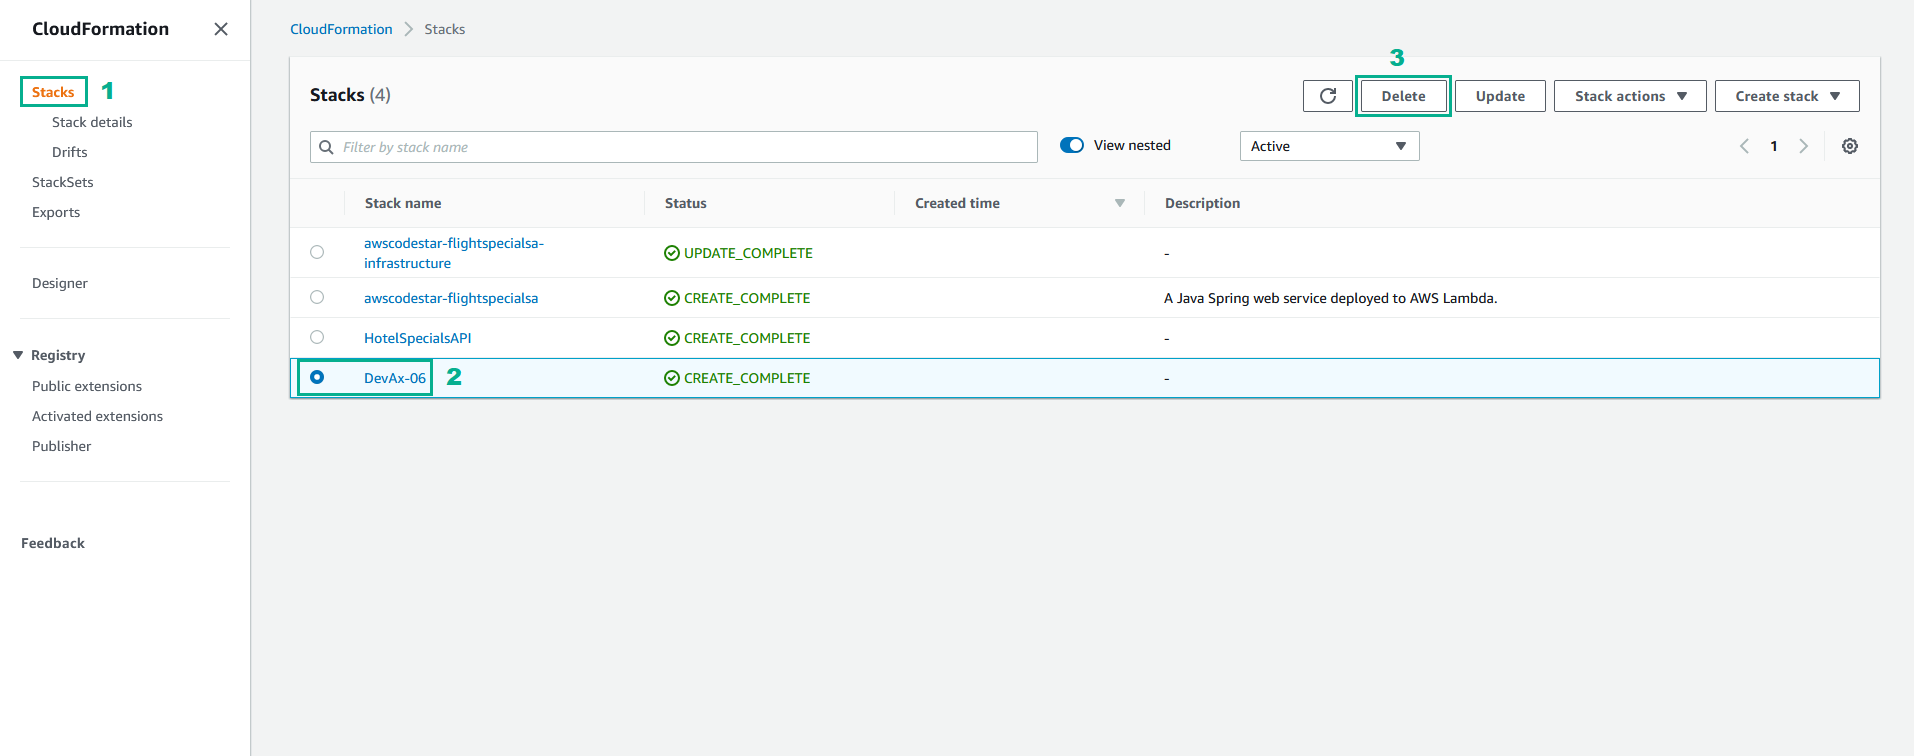 CloudFormation
Stacks 1
Stack details
Drifts
StackSets
Exports
Designer
Registry
Public extensions
Activated extensions
Publisher
Feedback
CloudFormation Stacks
3
Stacks (4) Delete Update Stack actions Create stack
Filter by stack name View nested Active 1
Stack name Status Created time Description
awscodestar-flightspecialsa-
infrastructure UPDATE_COMPLETE -
awscodestar-flightspecialsa CREATE_COMPLETE A Java Spring web service deployed to AWS Lambda.
HotelSpecialsAPI CREATE_COMPLETE -
DevAx-06 2 CREATE_COMPLETE -